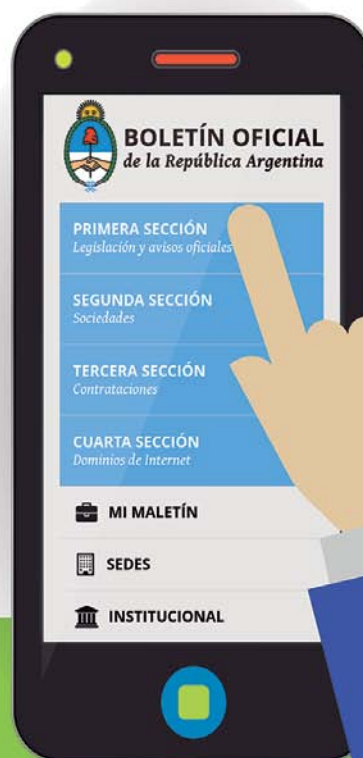 BOLETÍN OFICIAL
de la República Argentina
PRIMERA SECCIÓN
Legislación y avisos oficiales
SEGUNDA SECCIÓN
Sociedades
TERCERA SECCIÓN
Contrataciones
CUARTA SECCIÓN
Dominios de Internet
MI MALETÍN
SEDES
INSTITUCIONAL